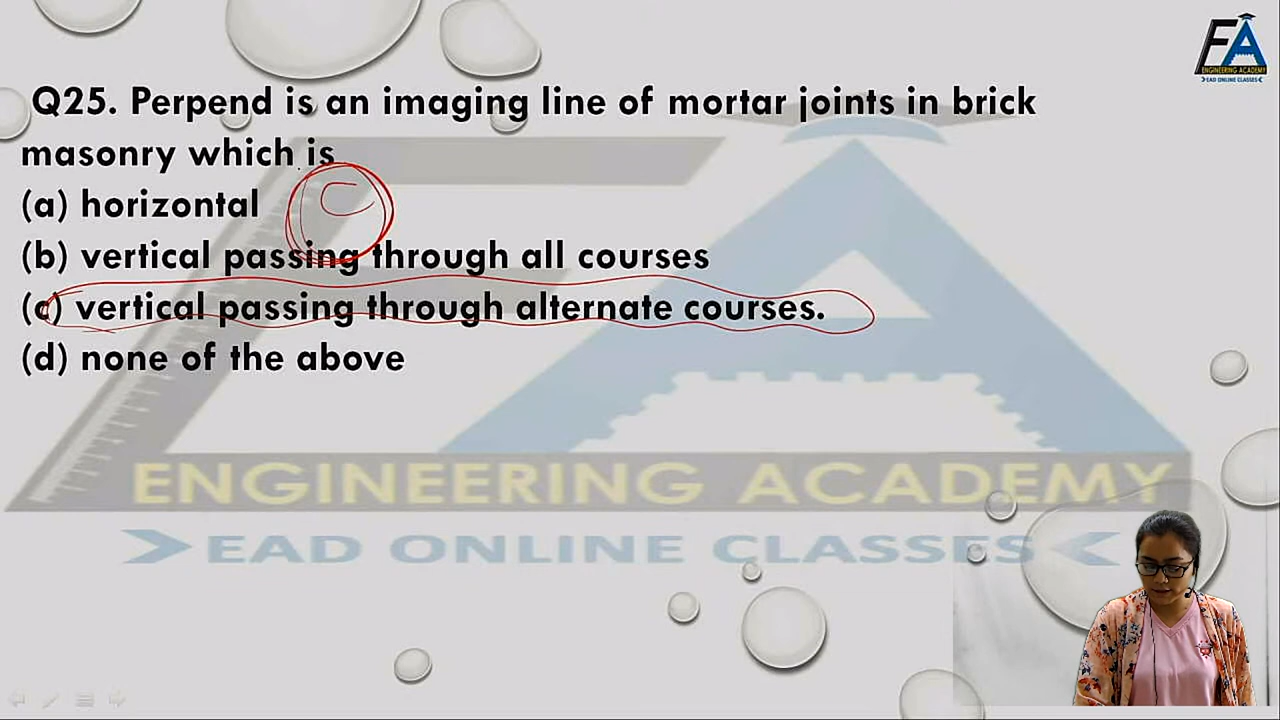 FA
ENGINEERING ACADEMY
EAD ONLINE CLASSES
Q25. Perpend is an imaging line of mortar joints in brick
masonry which is
(a) horizontal
C
(b) vertical passing through all courses
(c) vertical passing through alternate courses.
(d) none of the above
ENGINEERING ACADEMY
EAD ONLINE CLASSES